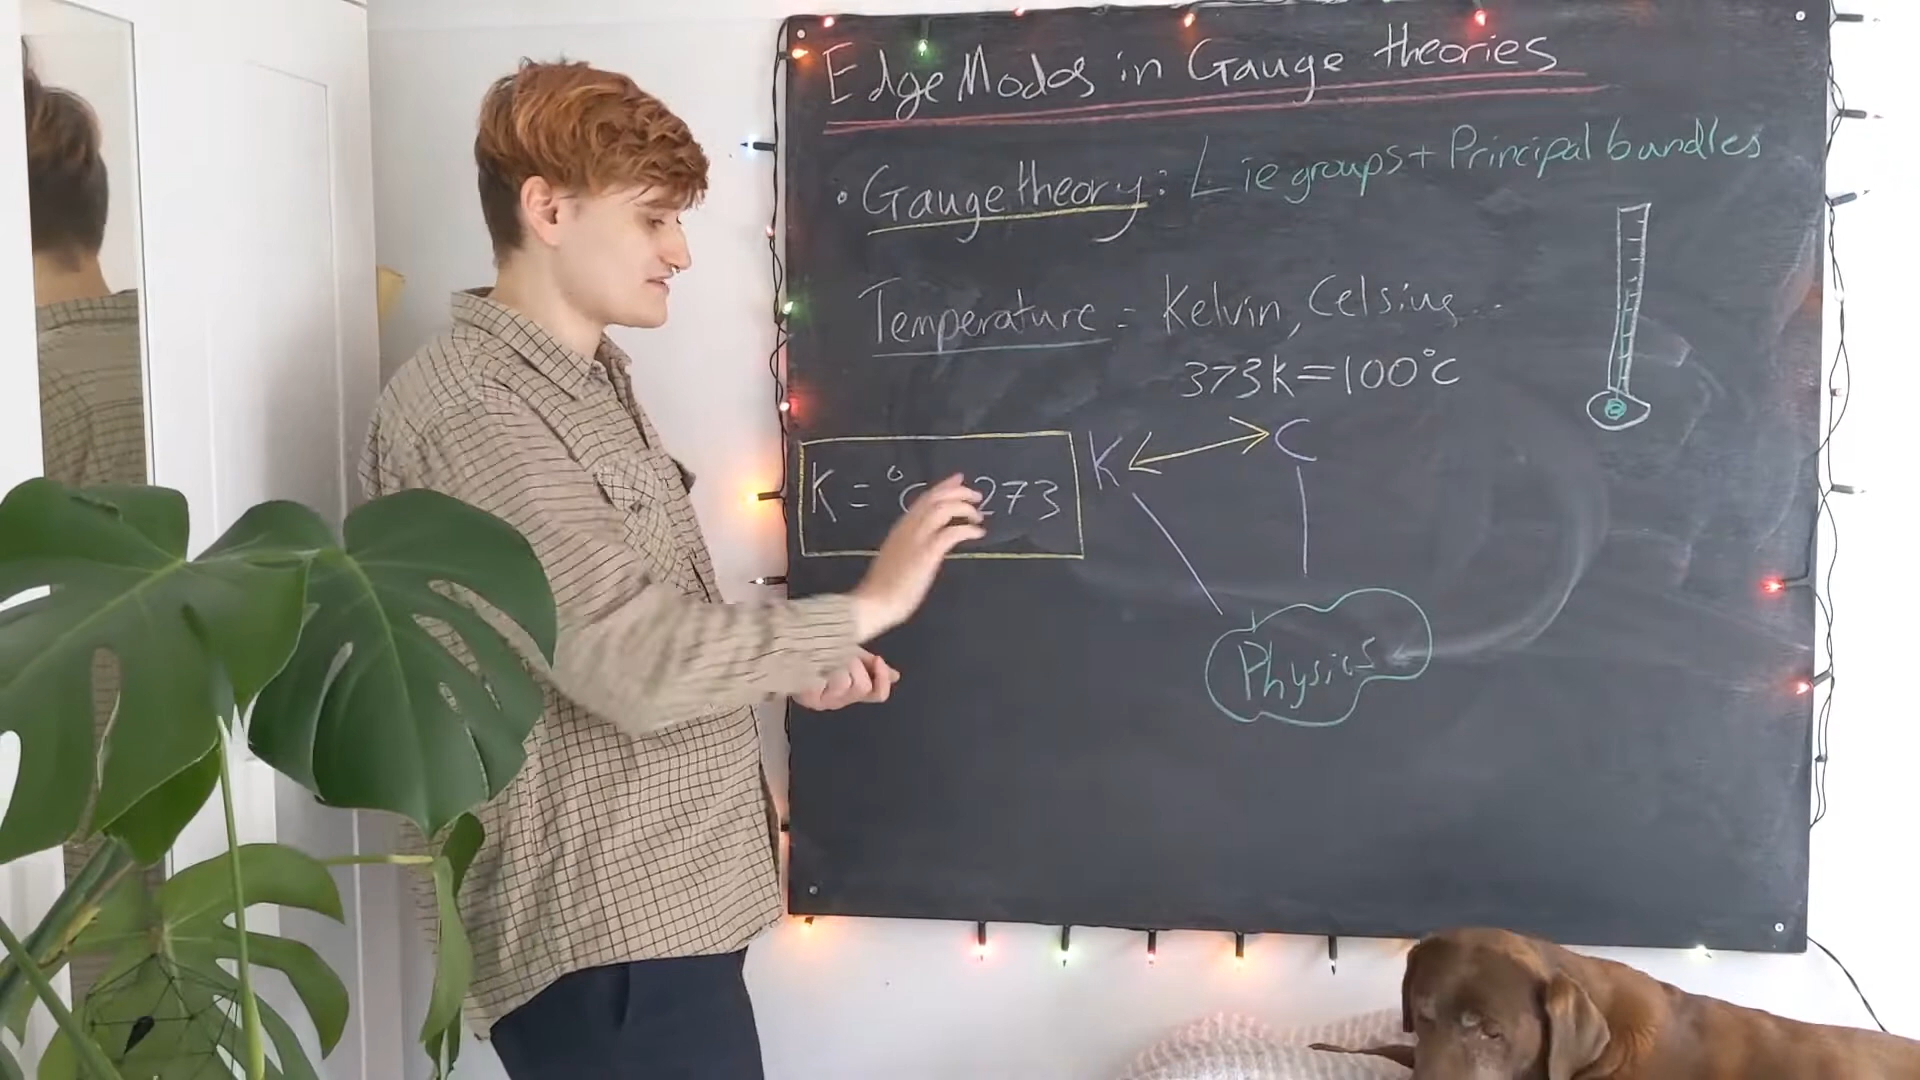 Edge Modes in Gauge theories
• Gauge theory: Lie groups + Principal bundles
Temperature = Kelvin, Celsius...
373K=100°C
K C
K = °C 273
Physics